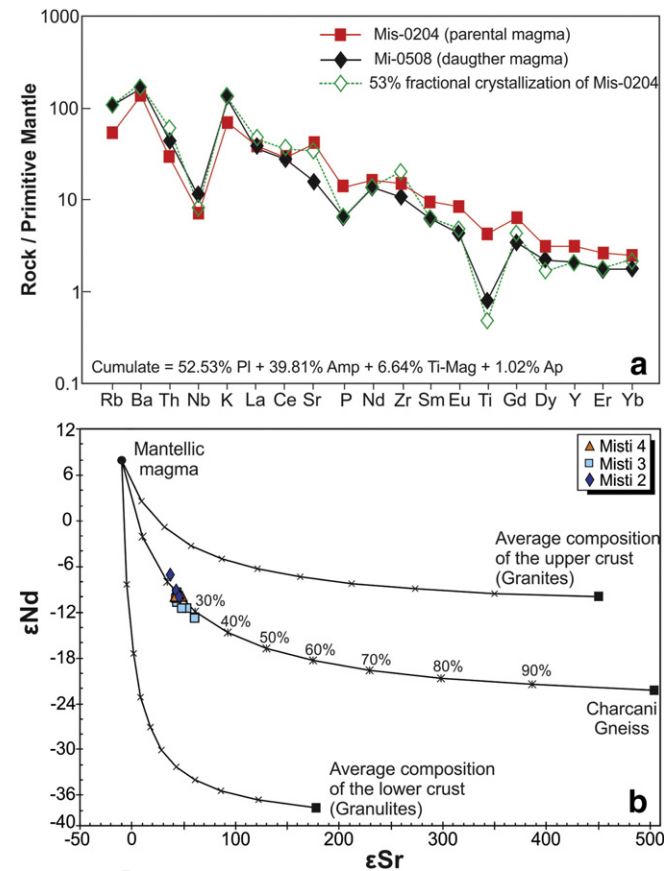 1000
100
10
1
0.1
Rock / Primitive Mantle
Mis-0204 (parental magma)
Mi-0508 (daugther magma)
53% fractional crystallization of Mis-0204
Cumulate = 52.53% Pl + 39.81% Amp + 6.64% Ti-Mag + 1.02% Ap
a
Rb Ba Th Nb K La Ce Sr P Nd Zr Sm Eu Ti Gd Dy Y Er Yb
12
6
0
-6
-12
-18
-24
-30
-36
-40
εNd
Mantellic
magma
Misti 4
Misti 3
Misti 2
Average composition
of the upper crust
(Granites)
30%
40%
50%
60%
70%
80%
90%
Charcani
Gneiss
Average composition
of the lower crust
(Granulites)
b
-50 0 100 200 300 400 500
εSr